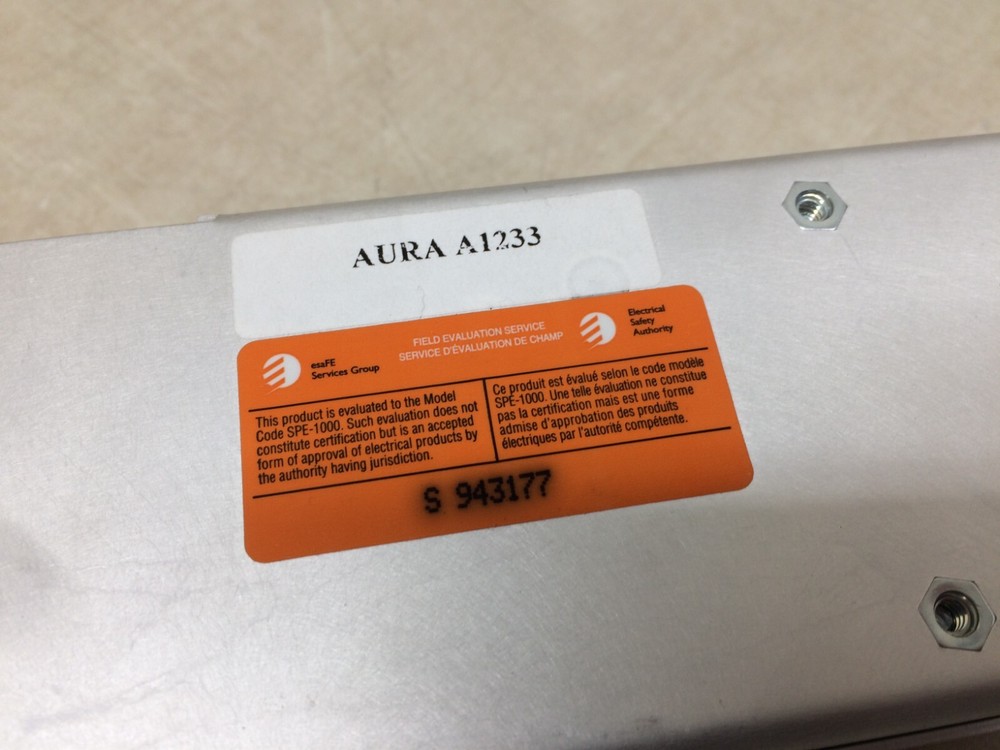 AURA A1233
FIELD EVALUATION SERVICE
SERVICE D'ÉVALUATION DE CHAMP
esaFE
Services Group
Electrical
Safety
Authority
This product is evaluated to the Model
Code SPE-1000. Such evaluation does not
constitute certification but is an accepted
form of approval of electrical products by
the authority having jurisdiction.
Ce produit est évalué selon le code modèle
SPE-1000. Une telle évaluation ne constitue
pas la certification mais est une forme
admise d'approbation des produits
électriques par l'autorité compétente.
S 943177